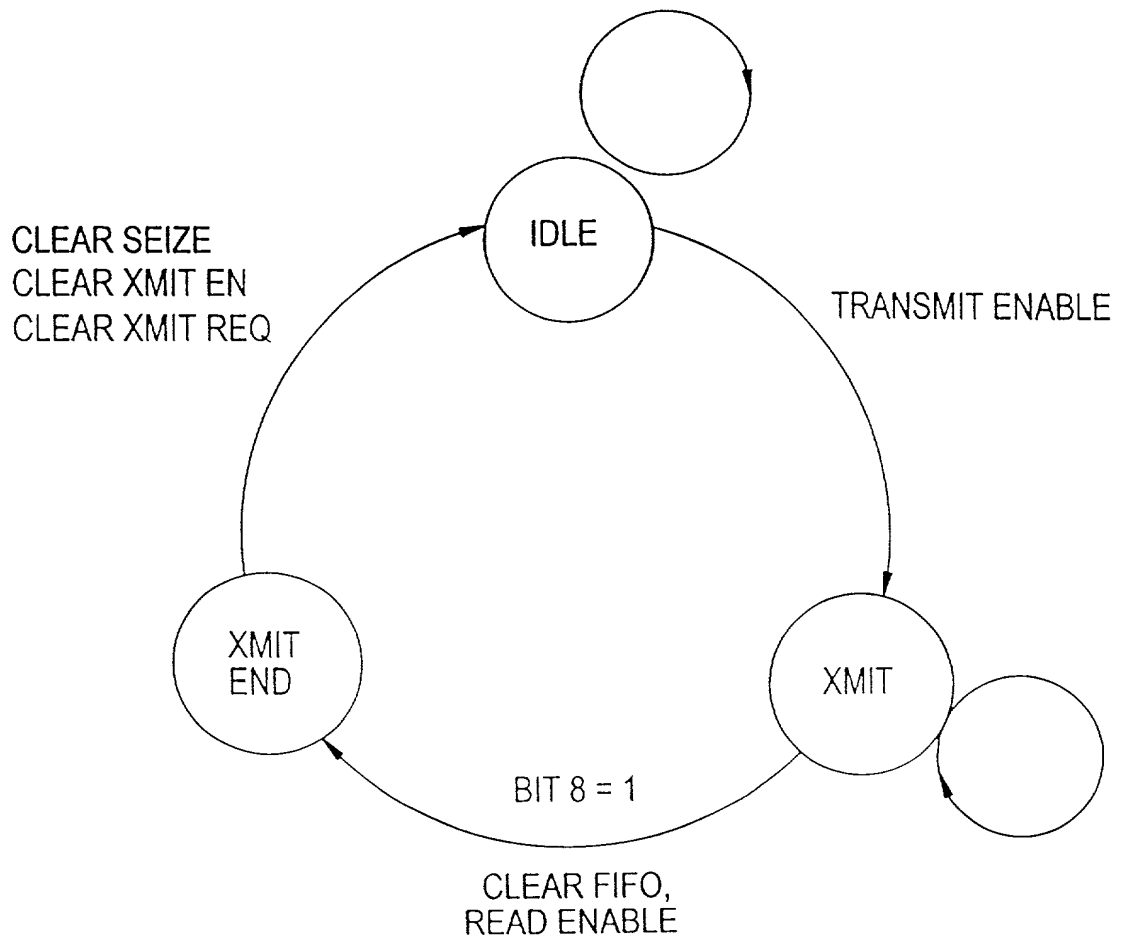 IDLE
CLEAR SEIZE
CLEAR XMIT EN
CLEAR XMIT REQ
TRANSMIT ENABLE
XMIT
END
XMIT
BIT 8 = 1
CLEAR FIFO,
READ ENABLE